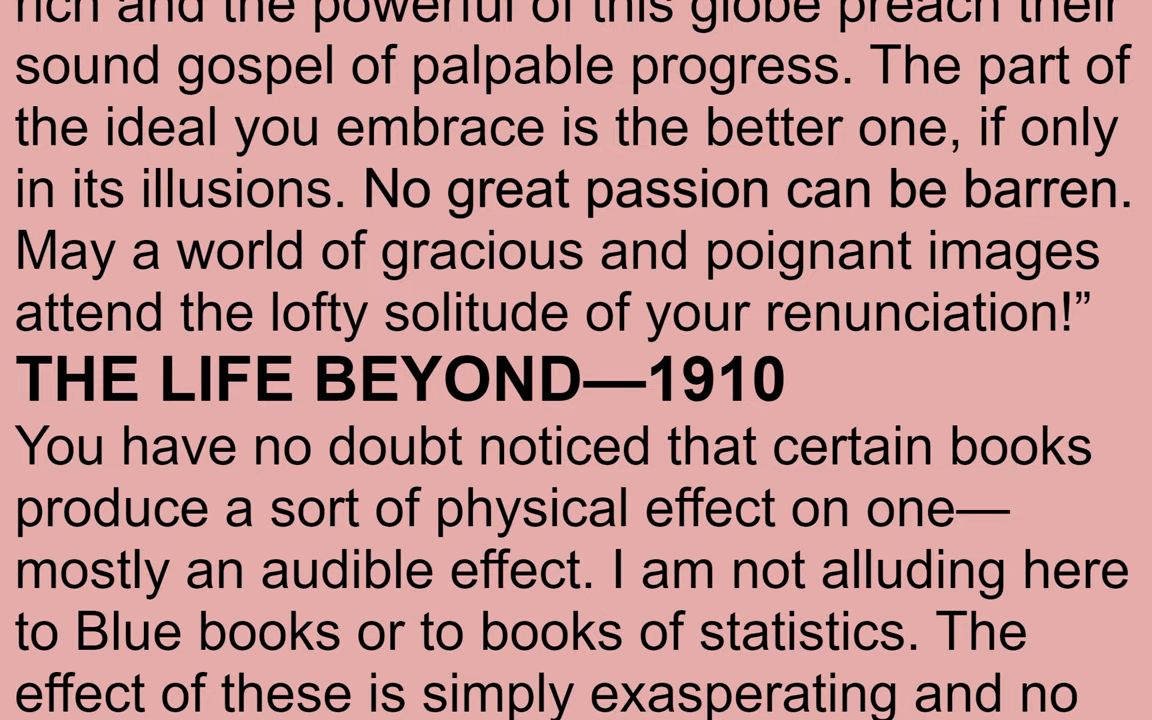 rich and the powerful of this globe preach their
sound gospel of palpable progress. The part of
the ideal you embrace is the better one, if only
in its illusions. No great passion can be barren.
May a world of gracious and poignant images
attend the lofty solitude of your renunciation!”
THE LIFE BEYOND—1910
You have no doubt noticed that certain books
produce a sort of physical effect on one—
mostly an audible effect. I am not alluding here
to Blue books or to books of statistics. The
effect of these is simply exasperating and no